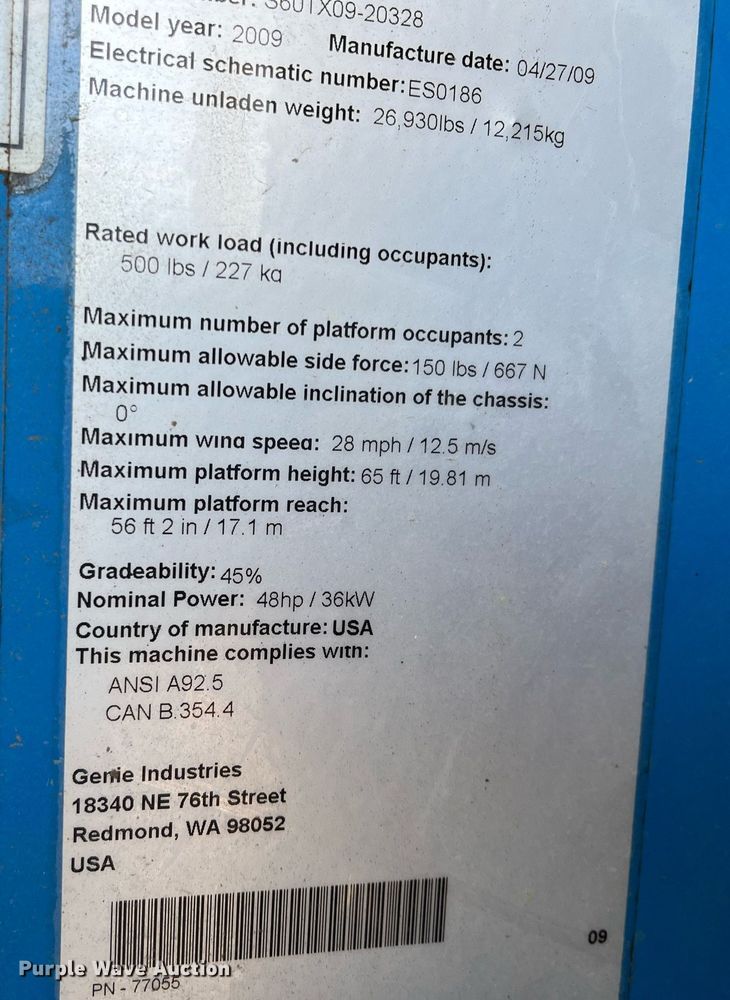 S60TX09-20328
Model year: 2009 Manufacture date: 04/27/09
Electrical schematic number: ES0186
Machine unladen weight: 26,930lbs / 12,215kg
Rated work load (including occupants):
500 lbs / 227 kg
Maximum number of platform occupants: 2
Maximum allowable side force: 150 lbs / 667 N
Maximum allowable inclination of the chassis:
0°
Maximum wind speed: 28 mph / 12.5 m/s
Maximum platform height: 65 ft / 19.81 m
Maximum platform reach:
56 ft 2 in / 17.1 m
Gradeability: 45%
Nominal Power: 48hp / 36kW
Country of manufacture: USA
This machine complies with:
ANSI A92.5
CAN B.354.4
Genie Industries
18340 NE 76th Street
Redmond, WA 98052
USA
09
Purple Wave Auction
PN - 77055